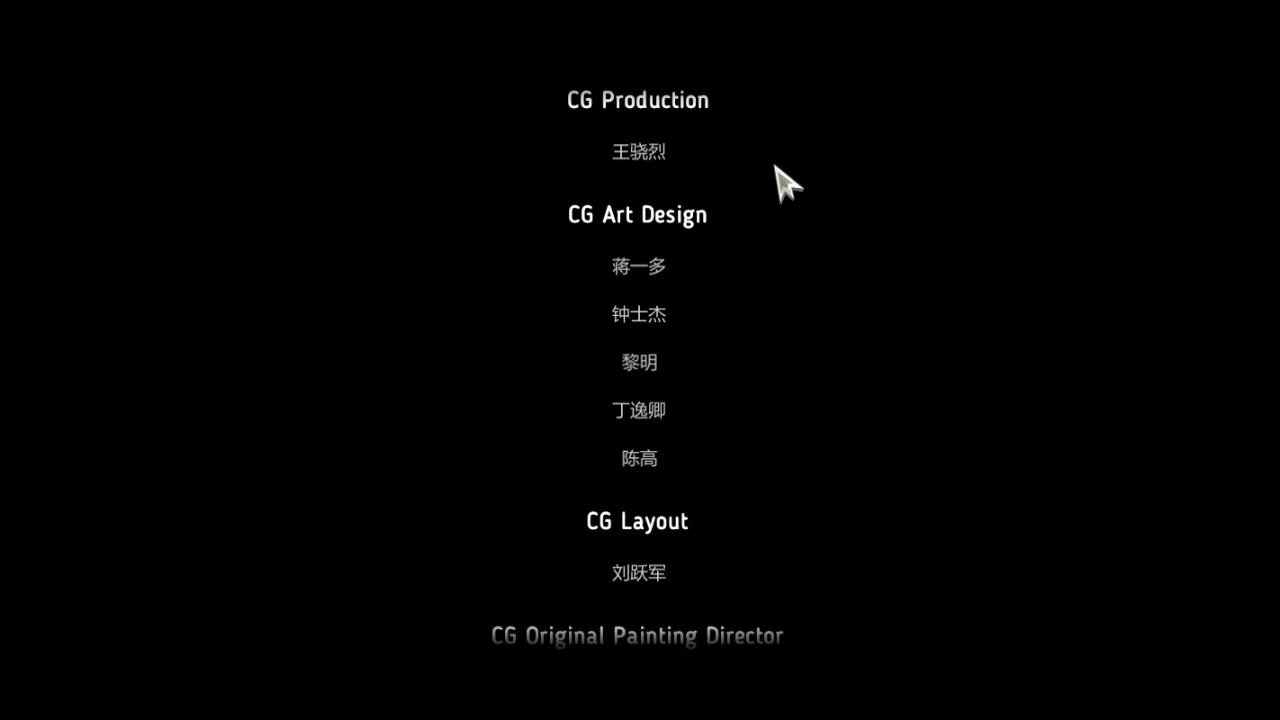 CG Production
王骁烈
CG Art Design
蒋一多
钟士杰
黎明
丁逸卿
陈高
CG Layout
刘跃军
CG Original Painting Director